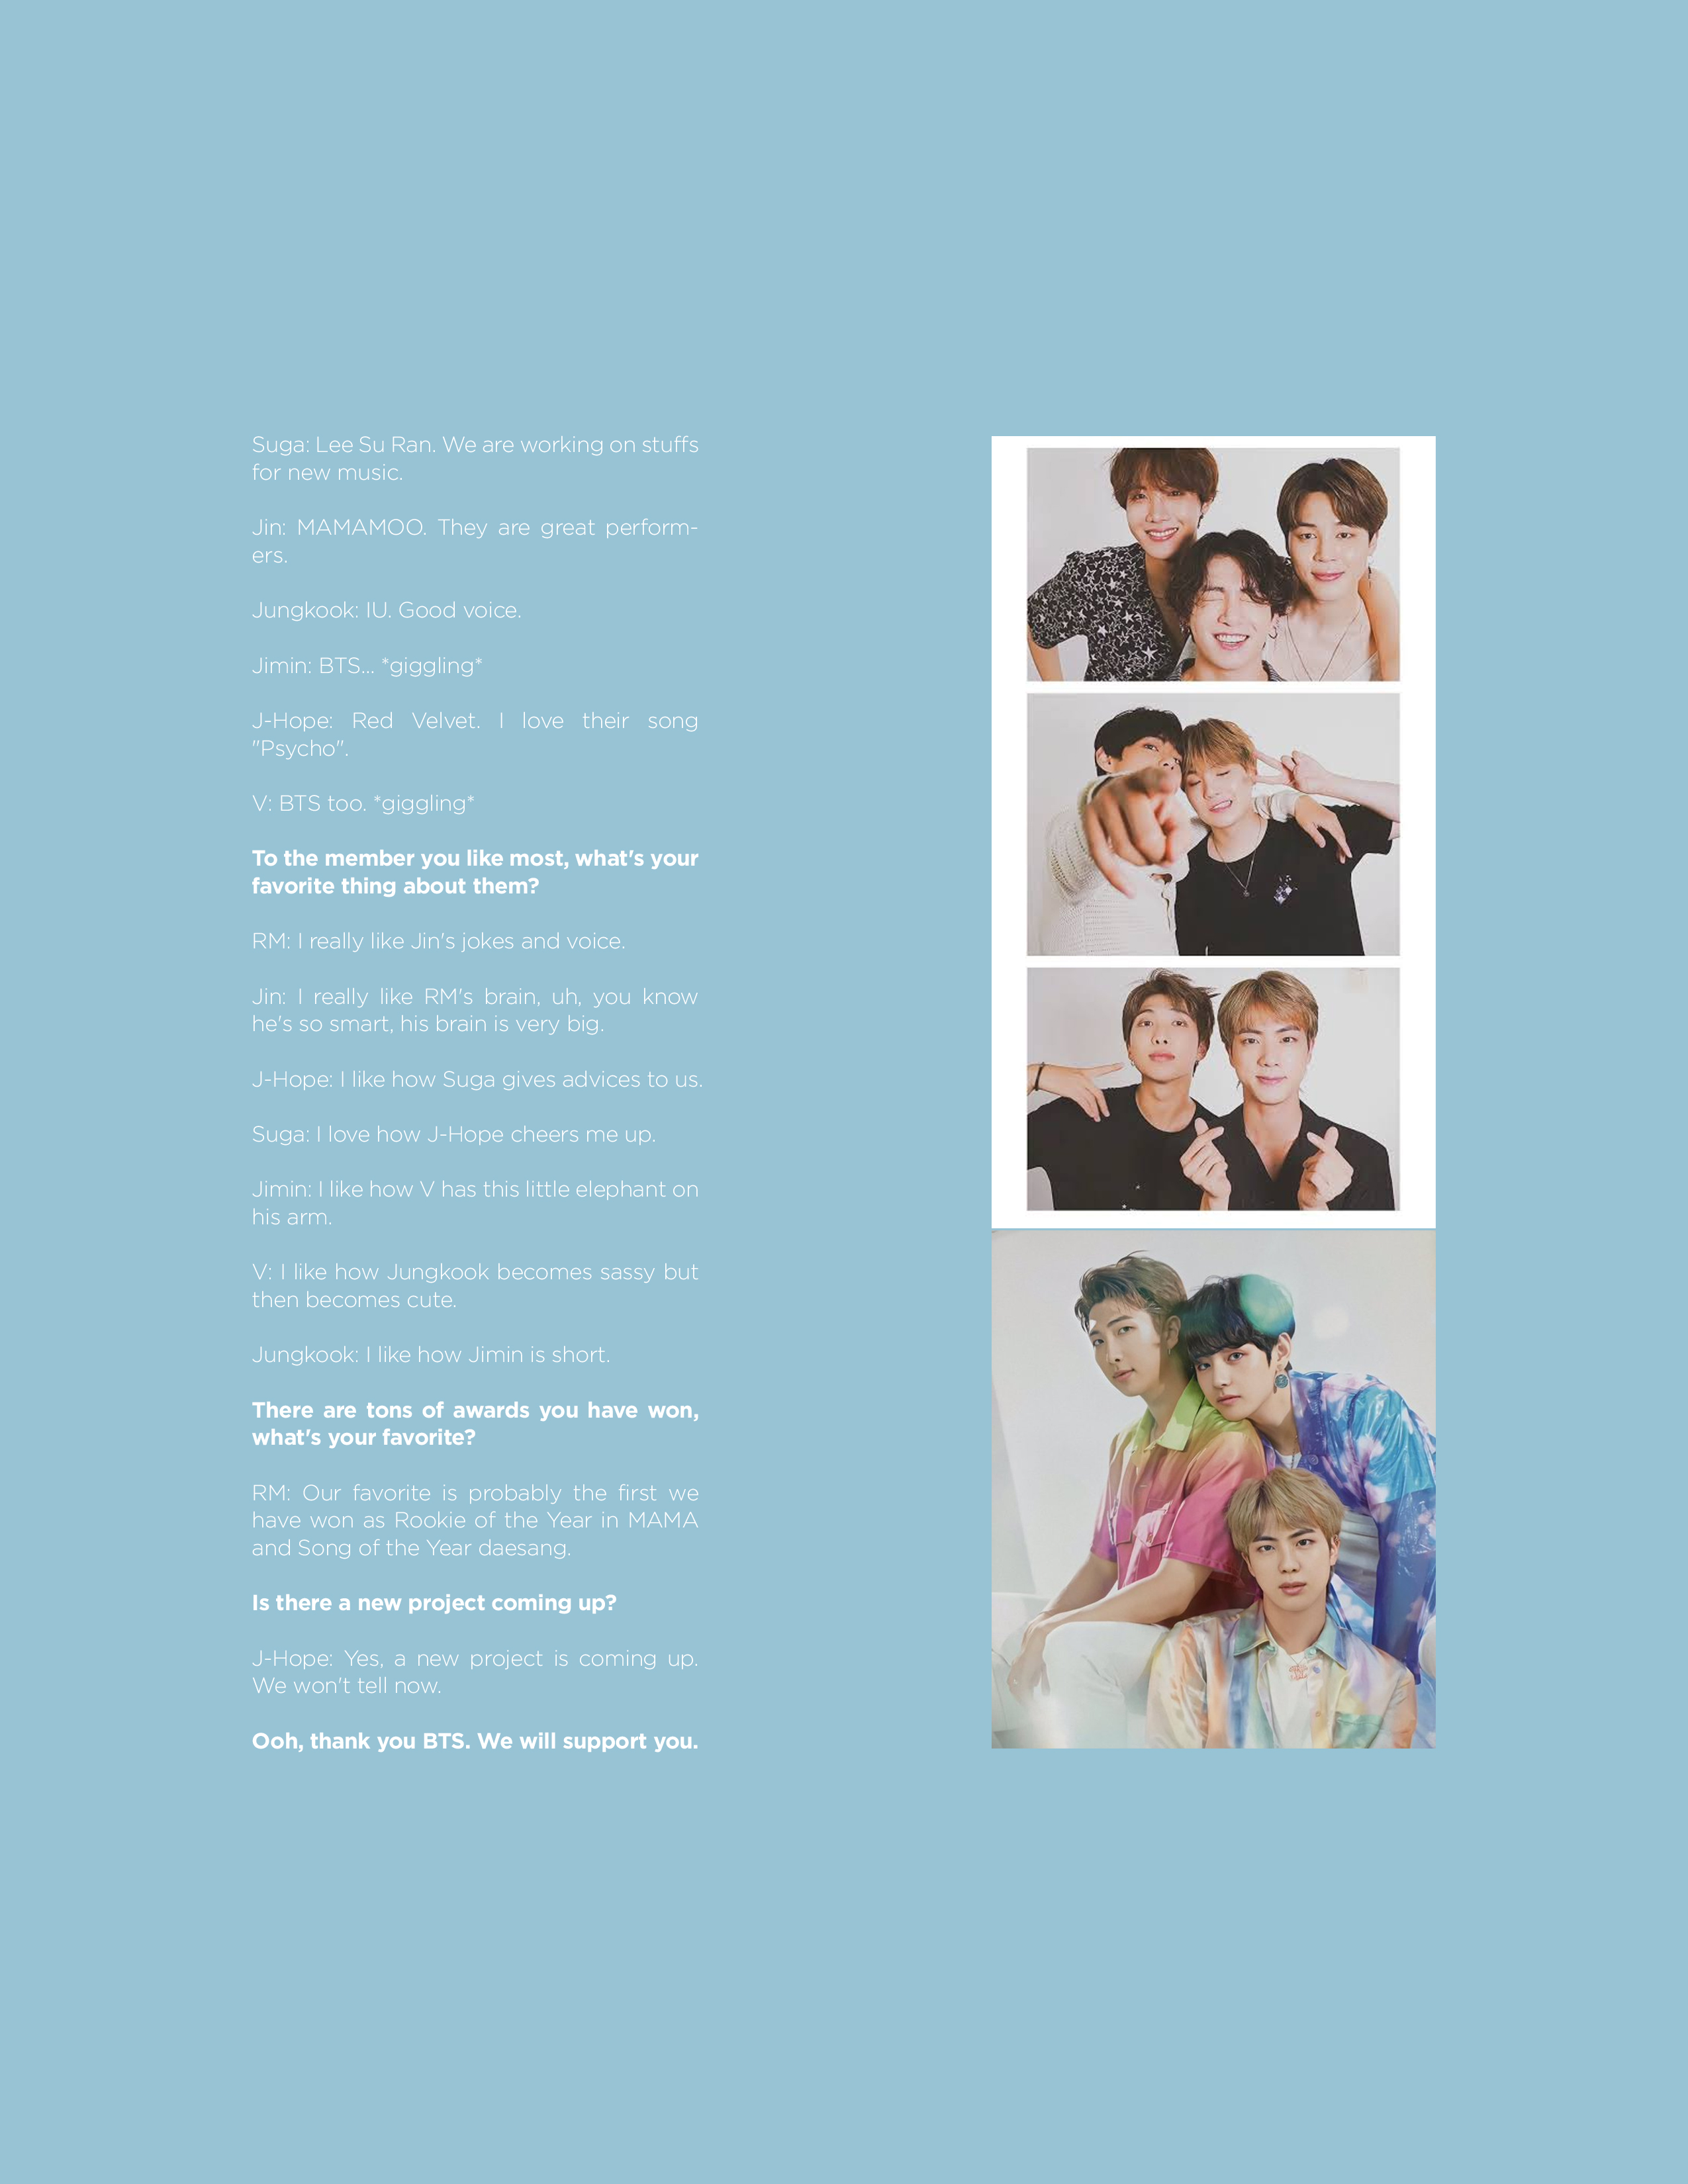 Suga: Lee Su Ran. We are working on stuffs
for new music.
Jin: MAMAMOO. They are great perform-
ers.
Jungkook: IU. Good voice.
Jimin: BTS... *giggling*
J-Hope: Red Velvet. I love their song
"Psycho".
V: BTS too. *giggling*
To the member you like most, what's your
favorite thing about them?
RM: I really like Jin's jokes and voice.
Jin: I really like RM's brain, uh, you know
he's so smart, his brain is very big.
J-Hope: I like how Suga gives advices to us.
Suga: I love how J-Hope cheers me up.
Jimin: I like how V has this little elephant on
his arm.
V: I like how Jungkook becomes sassy but
then becomes cute.
Jungkook: I like how Jimin is short.
There are tons of awards you have won,
what's your favorite?
RM: Our favorite is probably the first we
have won as Rookie of the Year in MAMA
and Song of the Year daesang.
Is there a new project coming up?
J-Hope: Yes, a new project is coming up.
We won't tell now.
Ooh, thank you BTS. We will support you.